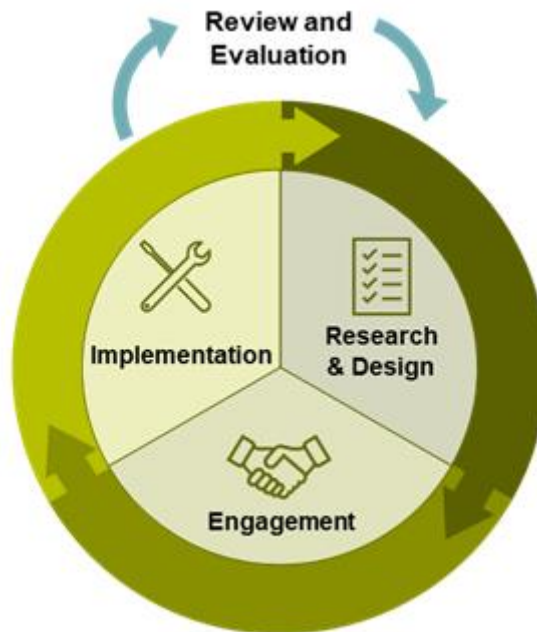 Review and
Evaluation
Implementation
Research
& Design
Engagement